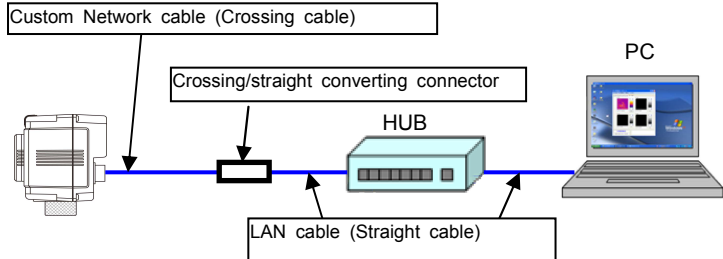 Custom Network cable (Crossing cable)
PC
Crossing/straight converting connector
HUB
LAN cable (Straight cable)